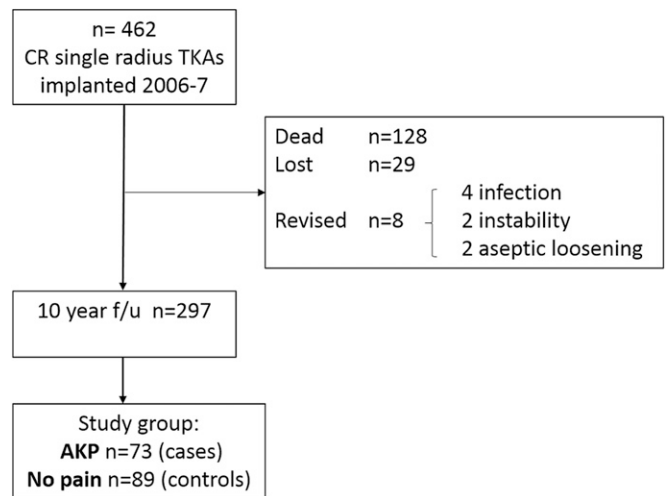 n= 462
CR single radius TKAs
implanted 2006-7
Dead n=128
Lost n=29
4 infection
Revised n=8 2 instability
2 aseptic loosening
10 year f/u n=297
Study group:
AKP n=73 (cases)
No pain n=89 (controls)